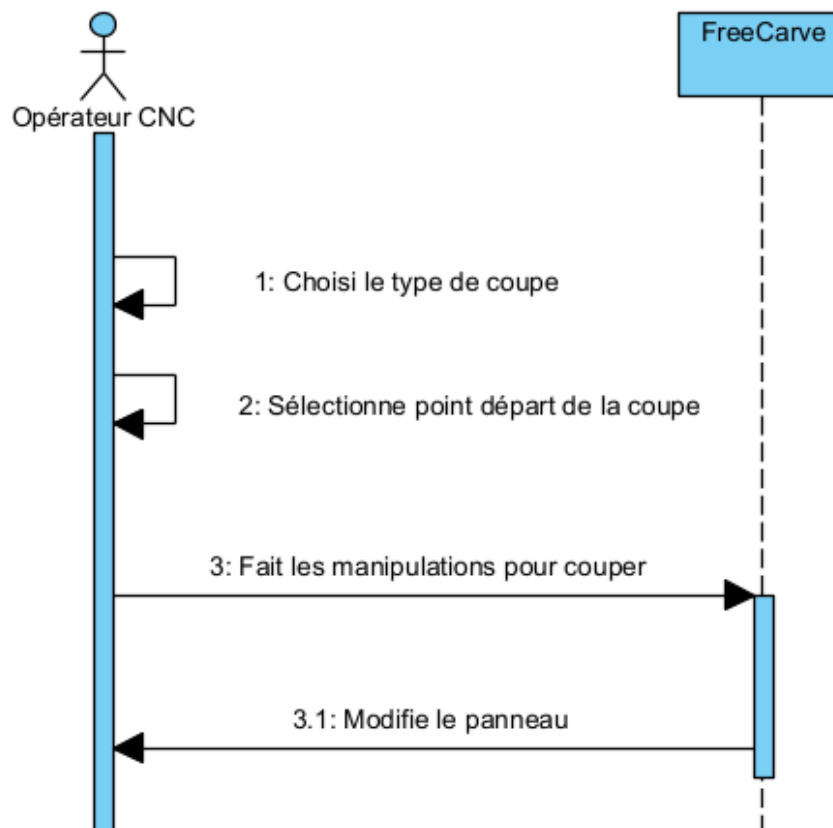 FreeCarve
Opérateur CNC
1: Choisi le type de coupe
2: Sélectionne point départ de la coupe
3: Fait les manipulations pour couper
3.1: Modifie le panneau